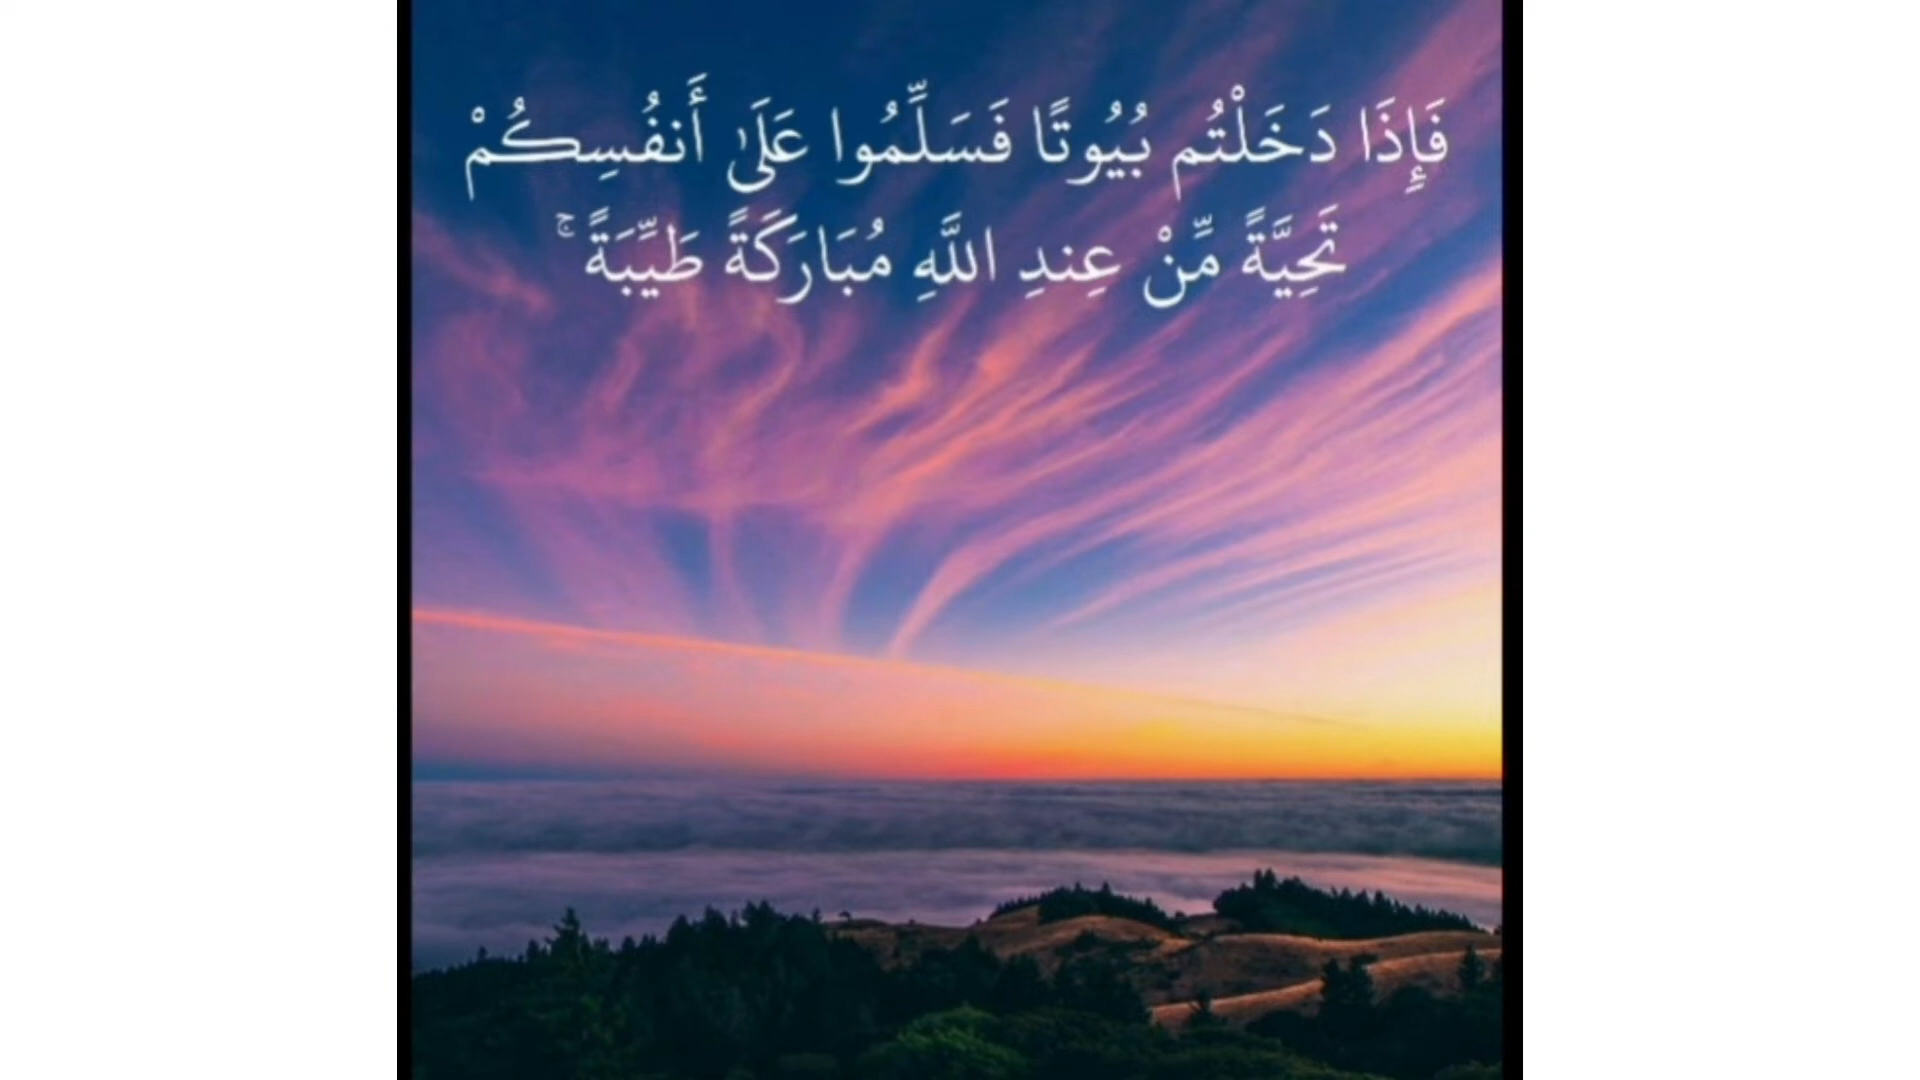 فَإِذَا دَخَلْتُم بُيُوتًا فَسَلِّمُوا عَلَىٰ أَنفُسِكُمْ
تَحِيَّةً مِّنْ عِندِ اللَّهِ مُبَارَكَةً طَيِّبَةً ۚ